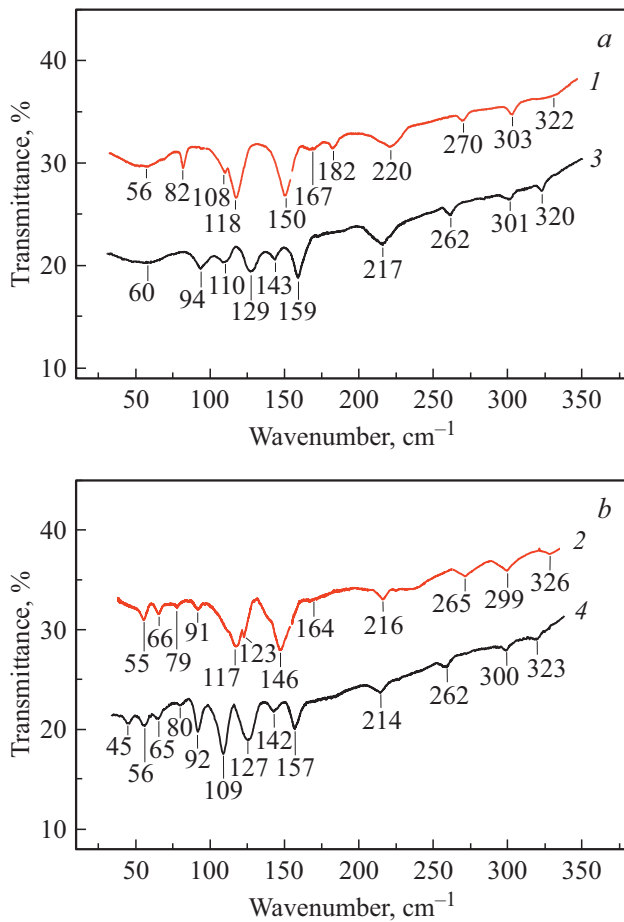 40
a
1
3
30
20
10
Transmittance, %
56 82 108 118 150 167 182 220 270 303 322
60 94 110 129 143 159 217 262 301 320
50 100 150 200 250 300 350
Wavenumber, cm⁻¹
40
b
2
4
30
20
10
Transmittance, %
55 66 79 91 117 123 146 164 216 265 299 326
45 56 65 80 92 109 127 142 157 214 262 300 323
50 100 150 200 250 300 350
Wavenumber, cm⁻¹